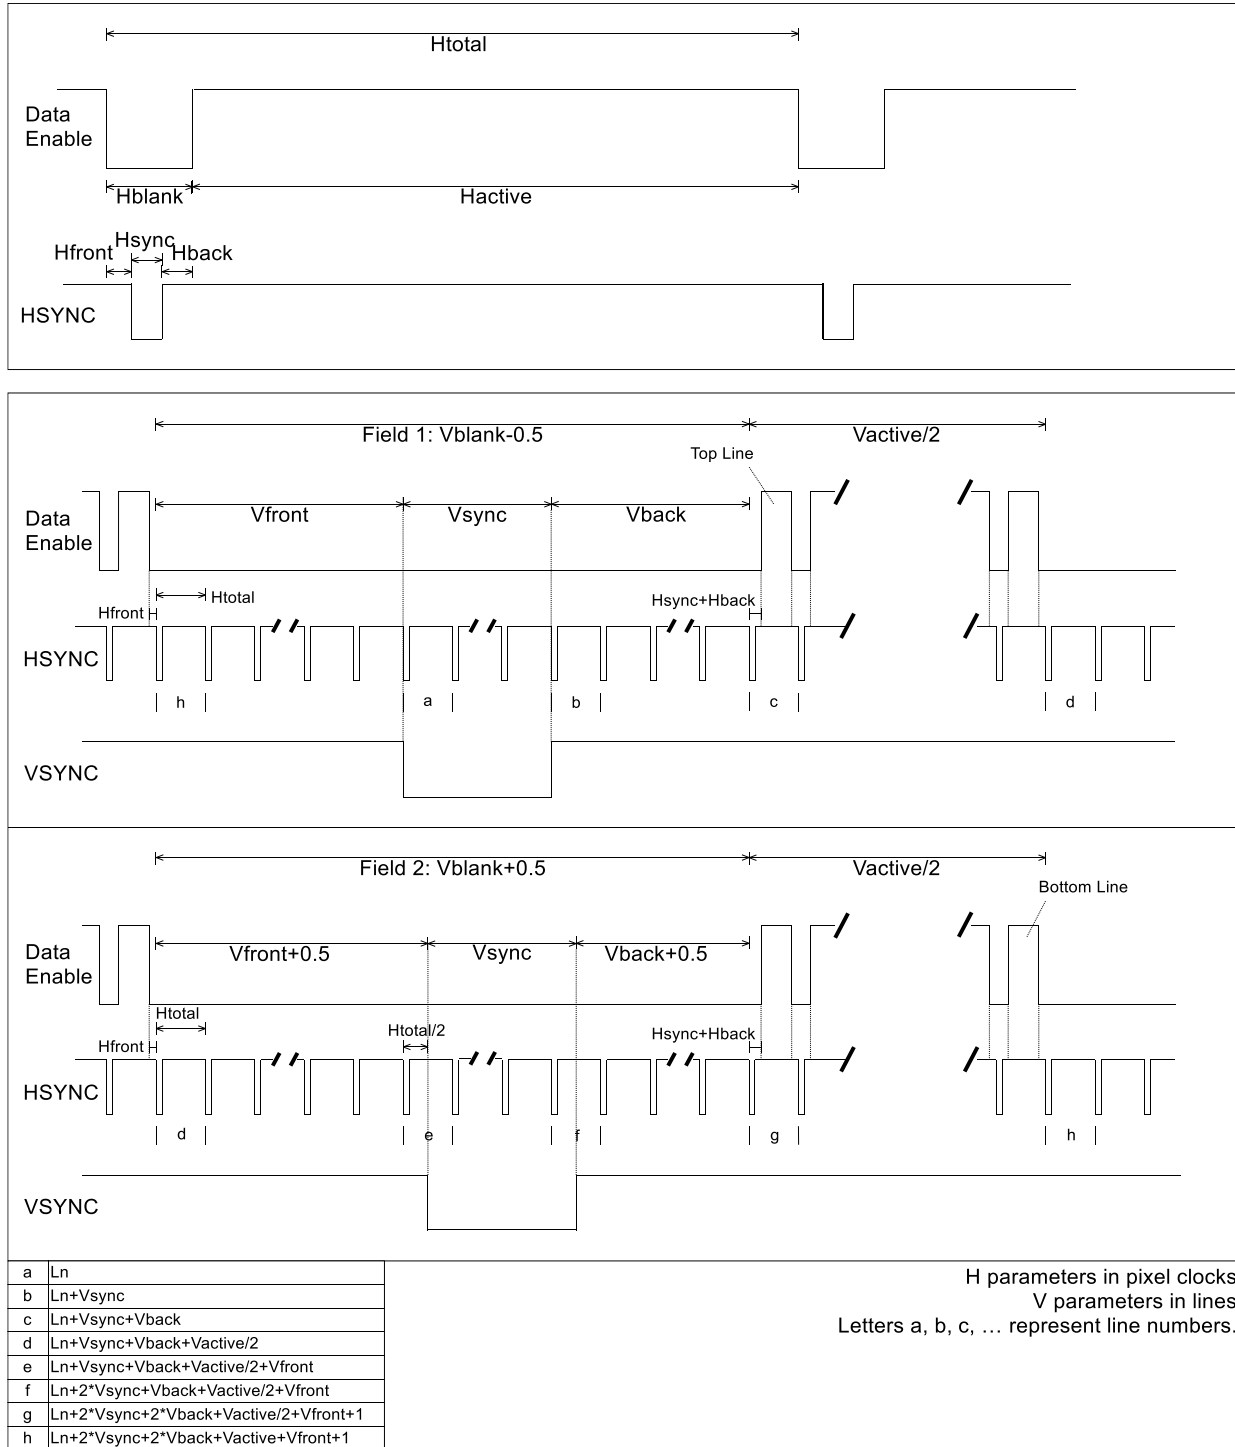 Htotal
Data
Enable
Hblank
Hactive
Hsync
Hfront
Hback
HSYNC
Field 1: Vblank-0.5
Vactive/2
Top Line
Vfront
Vsync
Vback
Data
Enable
Htotal
Hfront
Hsync+Hback
HSYNC
h
a
b
c
d
VSYNC
Field 2: Vblank+0.5
Vactive/2
Bottom Line
Vfront+0.5
Vsync
Vback+0.5
Data
Enable
Htotal
Htotal/2
Hfront
Hsync+Hback
HSYNC
d
e
f
g
h
VSYNC
a Ln
b Ln+Vsync
c Ln+Vsync+Vback
d Ln+Vsync+Vback+Vactive/2
e Ln+Vsync+Vback+Vactive/2+Vfront
f Ln+2*Vsync+Vback+Vactive/2+Vfront
g Ln+2*Vsync+2*Vback+Vactive/2+Vfront+1
h Ln+2*Vsync+2*Vback+Vactive+Vfront+1
H parameters in pixel clocks
V parameters in lines
Letters a, b, c, … represent line numbers.